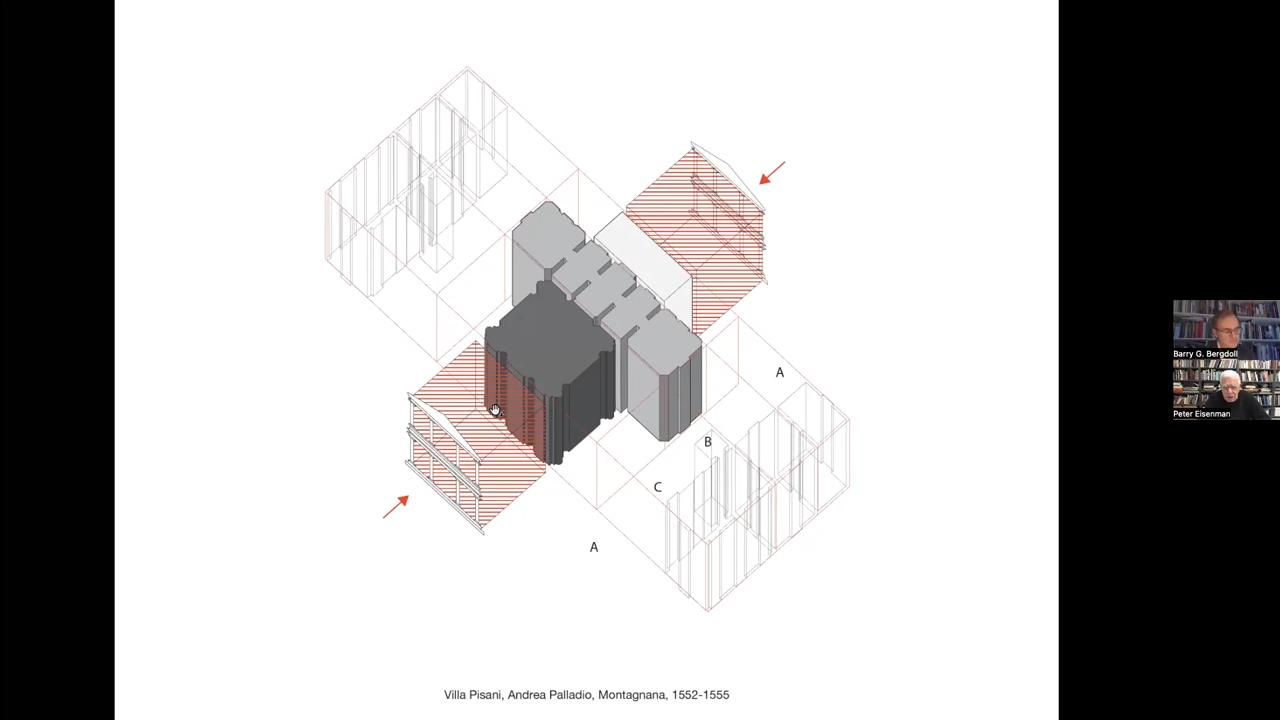 A
B
C
A
Villa Pisani, Andrea Palladio, Montagnana, 1552-1555
Barry G. Bergdoll
Peter Eisenman